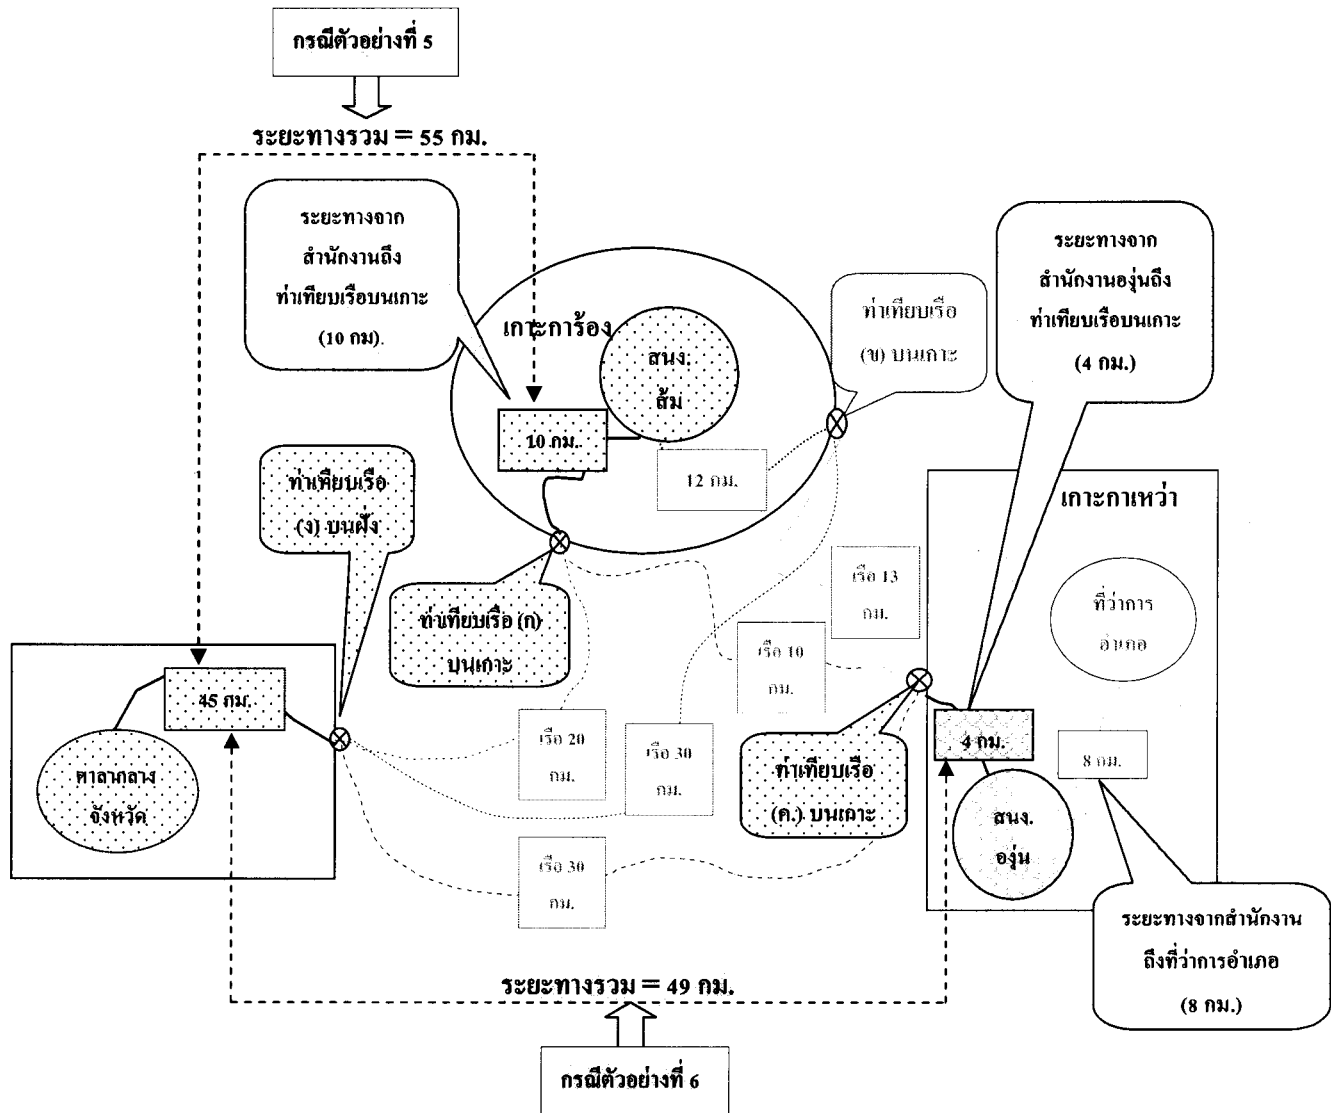 กรณีตัวอย่างที่ 5
ระยะทางรวม = 55 กม.
ระยะทางจาก
สำนักงานถึง
ท่าเทียบเรือบนเกาะ
(10 กม).
ระยะทางจาก
สำนักงานองุ่นถึง
ท่าเทียบเรือบนเกาะ
(4 กม.)
เกาะการ้อง
สนง.
ส้ม
ท่าเทียบเรือ
(ข) บนเกาะ
10 กม.
12 กม.
ท่าเทียบเรือ
(ง) บนฝั่ง
เกาะกาเหว่า
ท่าเทียบเรือ (ก)
บนเกาะ
เรือ 13
กม.
ที่ว่าการ
อำเภอ
เรือ 10
กม.
45 กม.
ศาลากลาง
จังหวัด
เรือ 20
กม.
เรือ 30
กม.
ท่าเทียบเรือ
(ค.) บนเกาะ
4 กม.
8 กม.
สนง.
องุ่น
เรือ 30
กม.
ระยะทางจากสำนักงาน
ถึงที่ว่าการอำเภอ
(8 กม.)
ระยะทางรวม = 49 กม.
กรณีตัวอย่างที่ 6